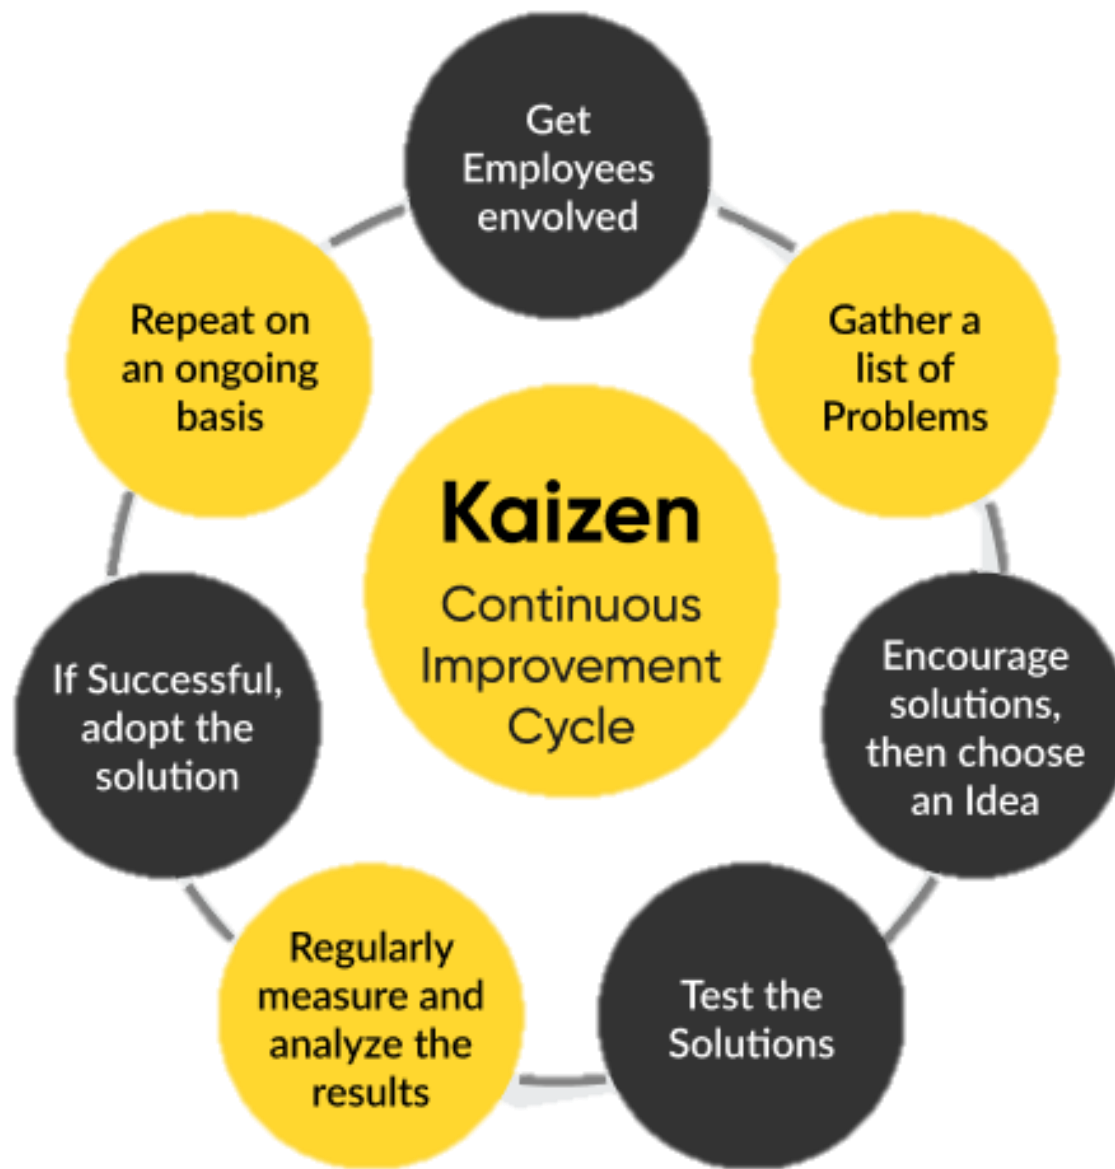 Get
Employees
envolved
Gather a
list of
Problems
Encourage
solutions,
then choose
an Idea
Test the
Solutions
Regularly
measure and
analyze the
results
If Successful,
adopt the
solution
Repeat on
an ongoing
basis
Kaizen
Continuous
Improvement
Cycle